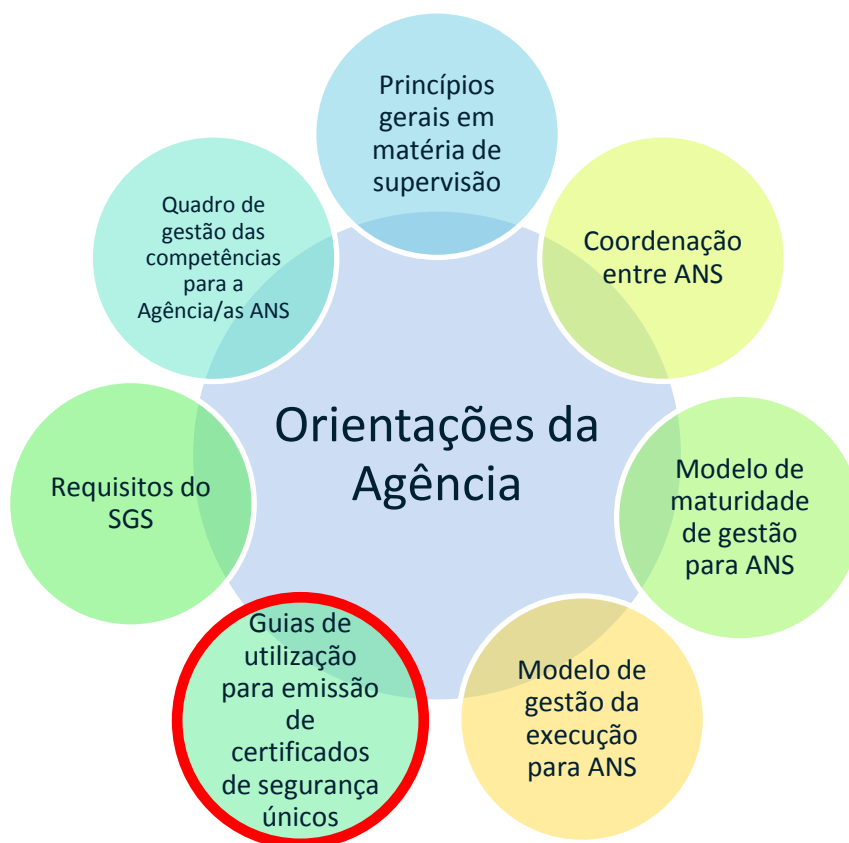 Princípios
gerais em
matéria de
supervisão
Coordenação
entre ANS
Modelo de
maturidade
de gestão
para ANS
Modelo de
gestão da
execução
para ANS
Guias de
utilização
para emissão
de
certificados
de segurança
únicos
Requisitos do
SGS
Quadro de
gestão das
competências
para a
Agência/as ANS
Orientações da
Agência